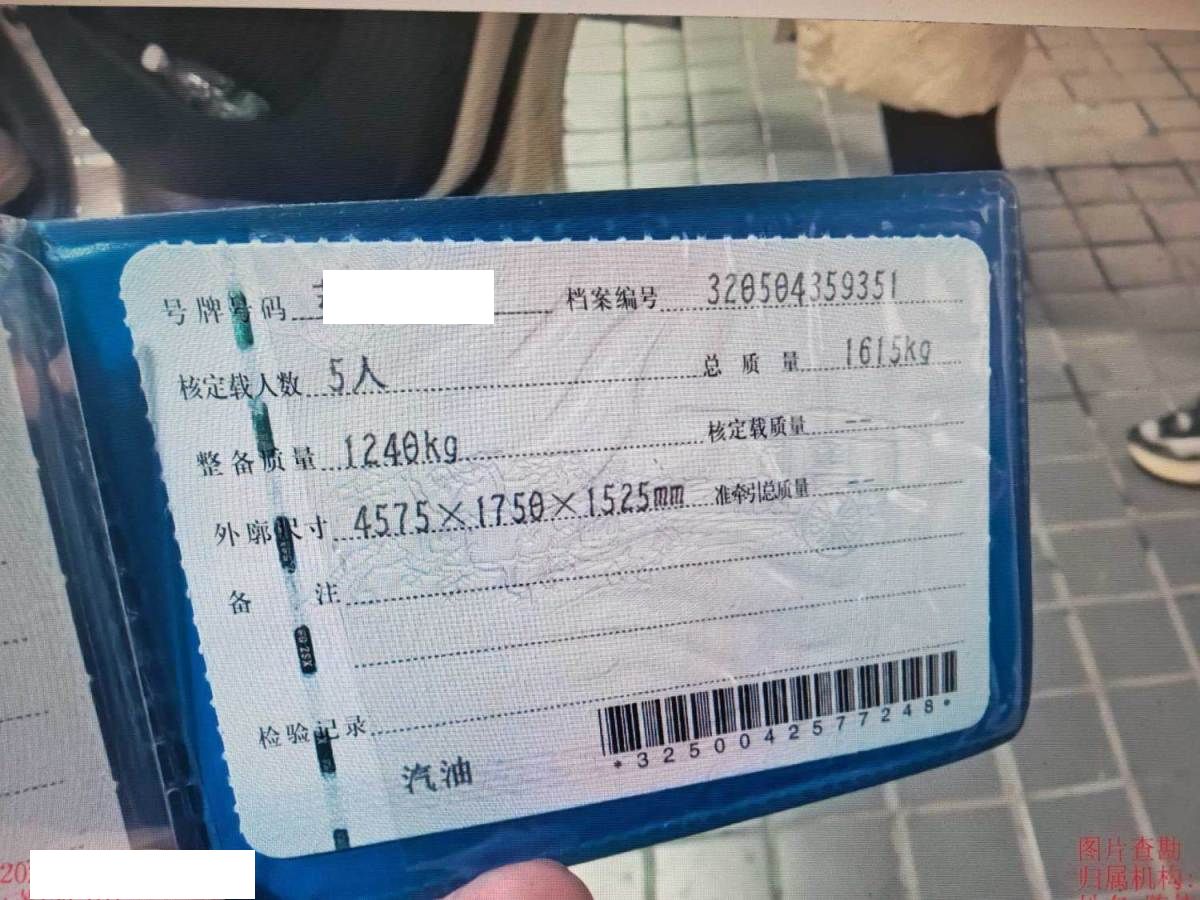 号牌号码
档案编号 320504359351
核定载人数 5人
总质量 1615kg
整备质量 1240kg
核定载质量 --
外廓尺寸 4575×1750×1525mm
准牵引总质量 --
备注
检验记录
汽油
*3250042577248*
20
图片查勘
归属机构: